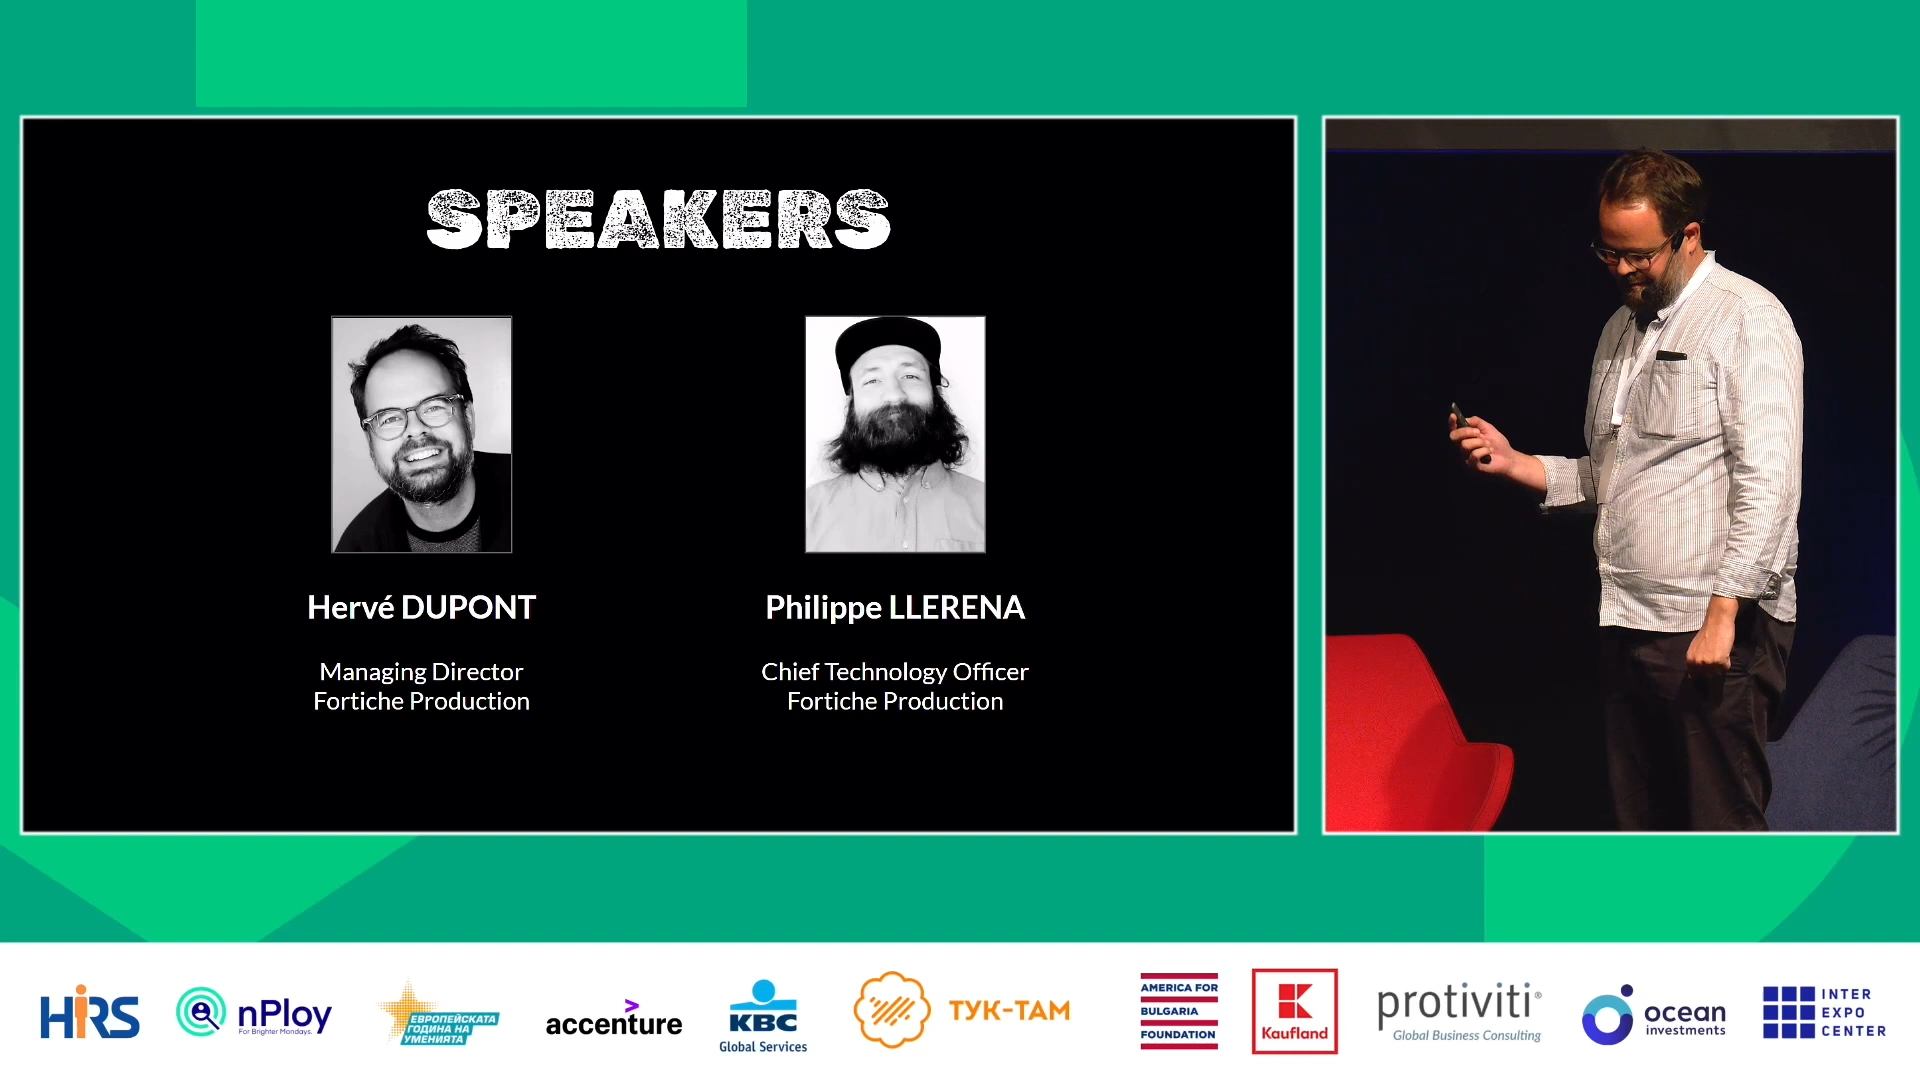 SPEAKERS
Hervé DUPONT
Managing Director
Fortiche Production
Philippe LLERENA
Chief Technology Officer
Fortiche Production
HRS
nPloy
For Brighter Mondays.
ЕВРОПЕЙСКАТА
ГОДИНА НА
УМЕНИЯТА
accenture
KBC
Global Services
ТУК-ТАМ
AMERICA FOR
BULGARIA
FOUNDATION
Kaufland
protiviti®
Global Business Consulting
ocean
investments
INTER
EXPO
CENTER